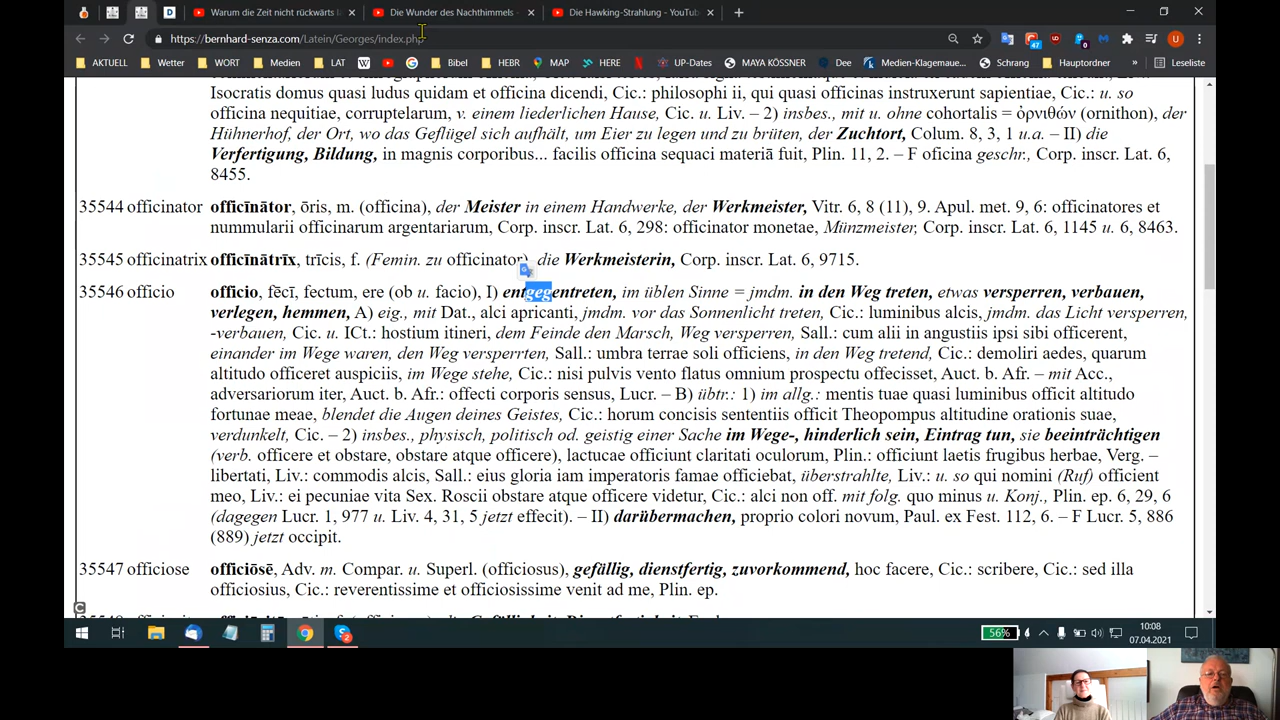 Warum die Zeit nicht rückwärts l
Die Wunder des Nachthimmels -
Die Hawking-Strahlung - YouTub
https://bernhard-senza.com/Latein/Georges/index.php
AKTUELL Wetter WORT Medien LAT Bibel HEBR MAP HERE UP-Dates MAYA KÖSSNER Dee Medien-Klagemaue... Schrang Hauptordner » Leseliste
Isocratis domus quasi ludus quidam et officina dicendi, Cic.: philosophi ii, qui quasi officinas instruxerunt sapientiae, Cic.: u. so
officina nequitiae, corruptelarum, v. einem liederlichen Hause, Cic. u. Liv. – 2) insbes., mit u. ohne cohortalis = ὀρνιθών (ornithon), der
Hühnerhof, der Ort, wo das Geflügel sich aufhält, um Eier zu legen und zu brüten, der Zuchtort, Colum. 8, 3, 1 u.a. – II) die
Verfertigung, Bildung, in magnis corporibus... facilis officina sequaci materiā fuit, Plin. 11, 2. – F oficina geschr., Corp. inscr. Lat. 6,
8455.
35544 officinator officīnātor, ōris, m. (officina), der Meister in einem Handwerke, der Werkmeister, Vitr. 6, 8 (11), 9. Apul. met. 9, 6: officinatores et
nummularii officinarum argentariarum, Corp. inscr. Lat. 6, 298: officinator monetae, Münzmeister, Corp. inscr. Lat. 6, 1145 u. 6, 8463.
35545 officinatrix officīnātrīx, trīcis, f. (Femin. zu officinator), die Werkmeisterin, Corp. inscr. Lat. 6, 9715.
35546 officio officio, fēcī, fectum, ere (ob u. facio), I) entgegentreten, im üblen Sinne = jmdm. in den Weg treten, etwas versperren, verbauen,
verlegen, hemmen, A) eig., mit Dat., alci apricanti, jmdm. vor das Sonnenlicht treten, Cic.: luminibus alcis, jmdm. das Licht versperren,
-verbauen, Cic. u. ICt.: hostium itineri, dem Feinde den Marsch, Weg versperren, Sall.: cum alii in angustiis ipsi sibi officerent,
einander im Wege waren, den Weg versperrten, Sall.: umbra terrae soli officiens, in den Weg tretend, Cic.: demoliri aedes, quarum
altitudo officeret auspiciis, im Wege stehe, Cic.: nisi pulvis vento flatus omnium prospectu offecisset, Auct. b. Afr. – mit Acc.,
adversariorum iter, Auct. b. Afr.: offecti corporis sensus, Lucr. – B) übtr.: 1) im allg.: mentis tuae quasi luminibus officit altitudo
fortunae meae, blendet die Augen deines Geistes, Cic.: horum concisis sententiis officit Theopompus altitudine orationis suae,
verdunkelt, Cic. – 2) insbes., physisch, politisch od. geistig einer Sache im Wege-, hinderlich sein, Eintrag tun, sie beeinträchtigen
(verb. officere et obstare, obstare atque officere), lactucae officiunt claritati oculorum, Plin.: officiunt laetis frugibus herbae, Verg. –
libertati, Liv.: commodis alcis, Sall.: eius gloria iam imperatoris famae officiebat, überstrahlte, Liv.: u. so qui nomini (Ruf) officient
meo, Liv.: ei pecuniae vita Sex. Roscii obstare atque officere videtur, Cic.: alci non off. mit folg. quo minus u. Konj., Plin. ep. 6, 29, 6
(dagegen Lucr. 1, 977 u. Liv. 4, 31, 5 jetzt effecit). – II) darübermachen, proprio colori novum, Paul. ex Fest. 112, 6. – F Lucr. 5, 886
(889) jetzt occipit.
35547 officiose officiōsē, Adv. m. Compar. u. Superl. (officiosus), gefällig, dienstfertig, zuvorkommend, hoc facere, Cic.: scribere, Cic.: sed illa
officiosius, Cic.: reverentissime et officiosissime venit ad me, Plin. ep.
56%
10:08
07.04.2021